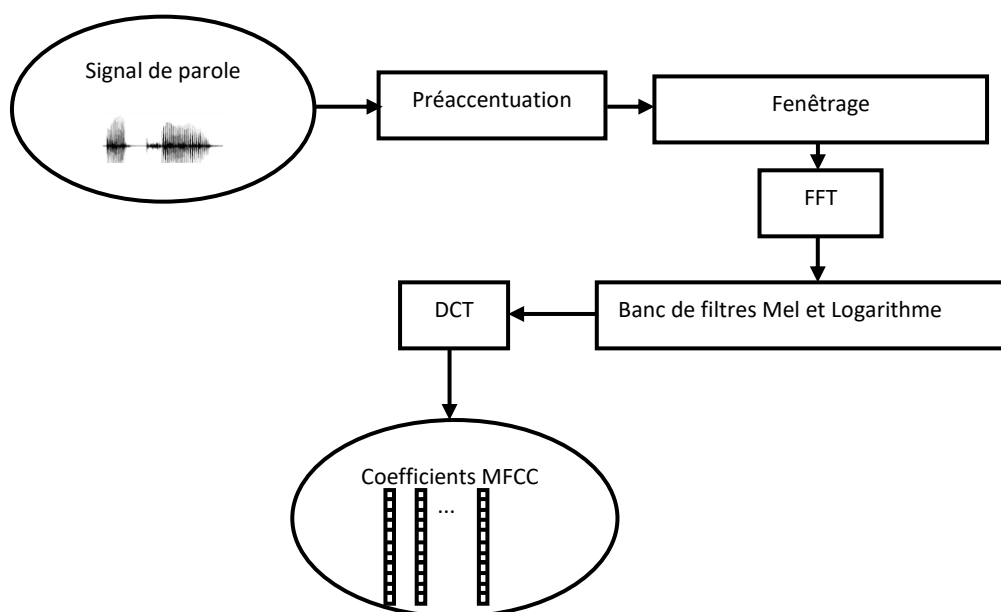 Signal de parole
Préaccentuation
Fenêtrage
FFT
Banc de filtres Mel et Logarithme
DCT
Coefficients MFCC
...